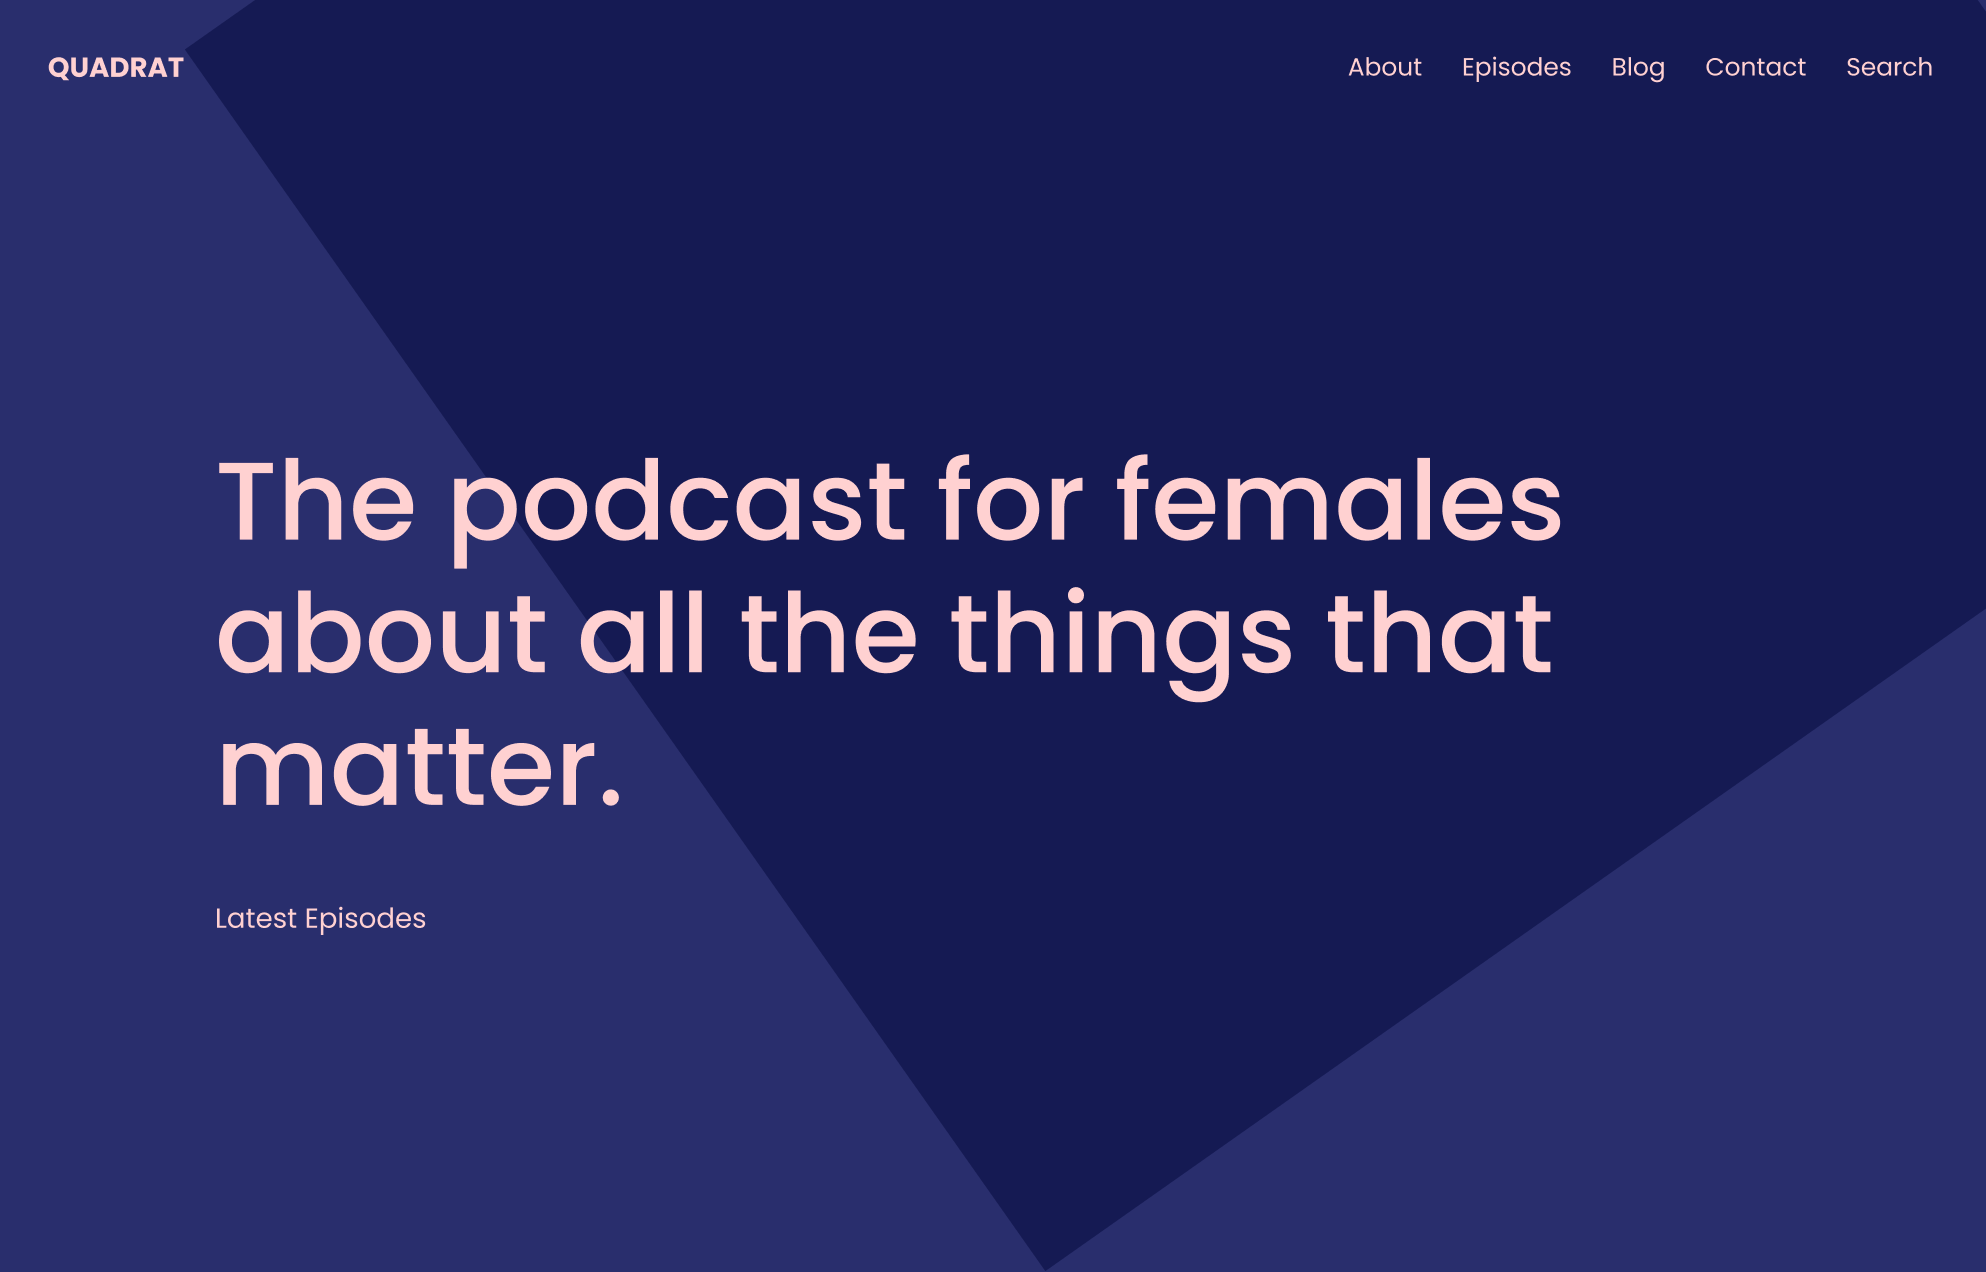 QUADRAT
About Episodes Blog Contact Search
The podcast for females
about all the things that
matter.
Latest Episodes